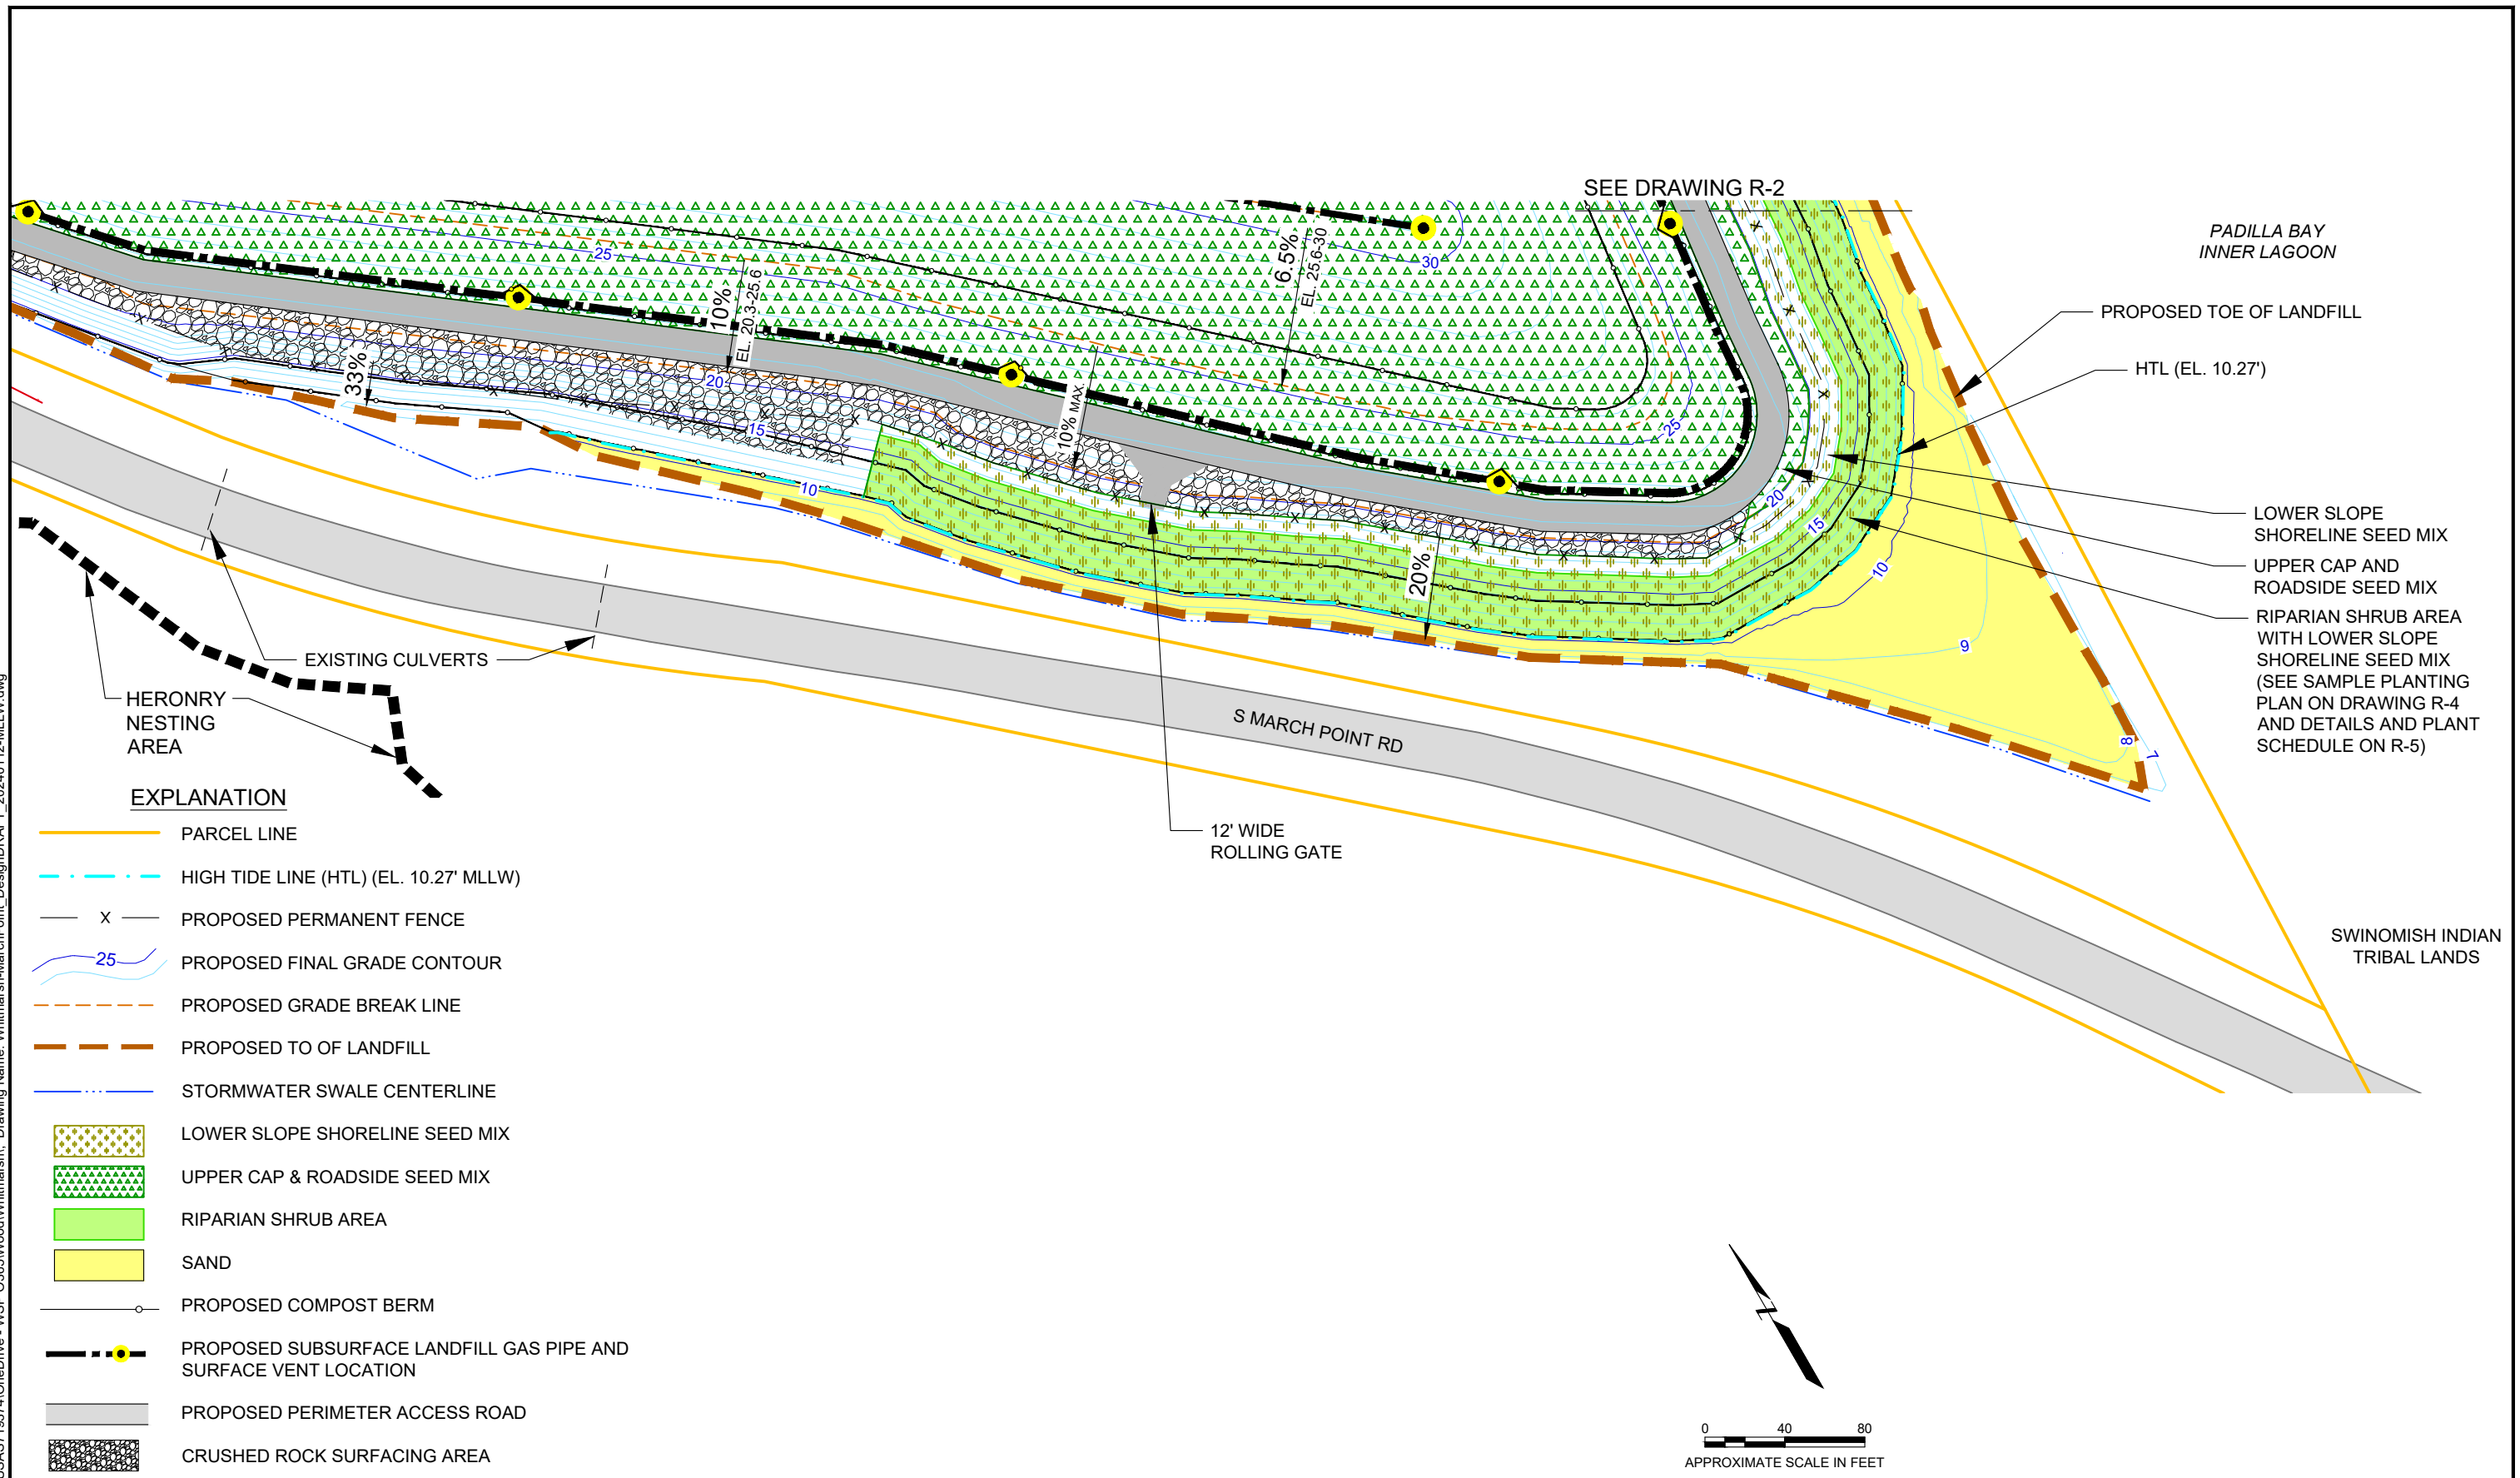 SEE DRAWING R-2
PADILLA BAY
INNER LAGOON
PROPOSED TOE OF LANDFILL
HTL (EL. 10.27')
LOWER SLOPE
SHORELINE SEED MIX
UPPER CAP AND
ROADSIDE SEED MIX
RIPARIAN SHRUB AREA
WITH LOWER SLOPE
SHORELINE SEED MIX
(SEE SAMPLE PLANTING
PLAN ON DRAWING R-4
AND DETAILS AND PLANT
SCHEDULE ON R-5)
25
10%
EL. 20.3-25.6
6.5%
EL. 25.6-30
30
33%
20
15
10% MAX.
25
10
20%
20
15
10
9
8
7
EXISTING CULVERTS
HERONRY
NESTING
AREA
S MARCH POINT RD
12' WIDE
ROLLING GATE
SWINOMISH INDIAN
TRIBAL LANDS
EXPLANATION
PARCEL LINE
HIGH TIDE LINE (HTL) (EL. 10.27' MLLW)
X
PROPOSED PERMANENT FENCE
25
PROPOSED FINAL GRADE CONTOUR
PROPOSED GRADE BREAK LINE
PROPOSED TO OF LANDFILL
STORMWATER SWALE CENTERLINE
LOWER SLOPE SHORELINE SEED MIX
UPPER CAP & ROADSIDE SEED MIX
RIPARIAN SHRUB AREA
SAND
PROPOSED COMPOST BERM
PROPOSED SUBSURFACE LANDFILL GAS PIPE AND
SURFACE VENT LOCATION
PROPOSED PERIMETER ACCESS ROAD
CRUSHED ROCK SURFACING AREA
0 40 80
APPROXIMATE SCALE IN FEET